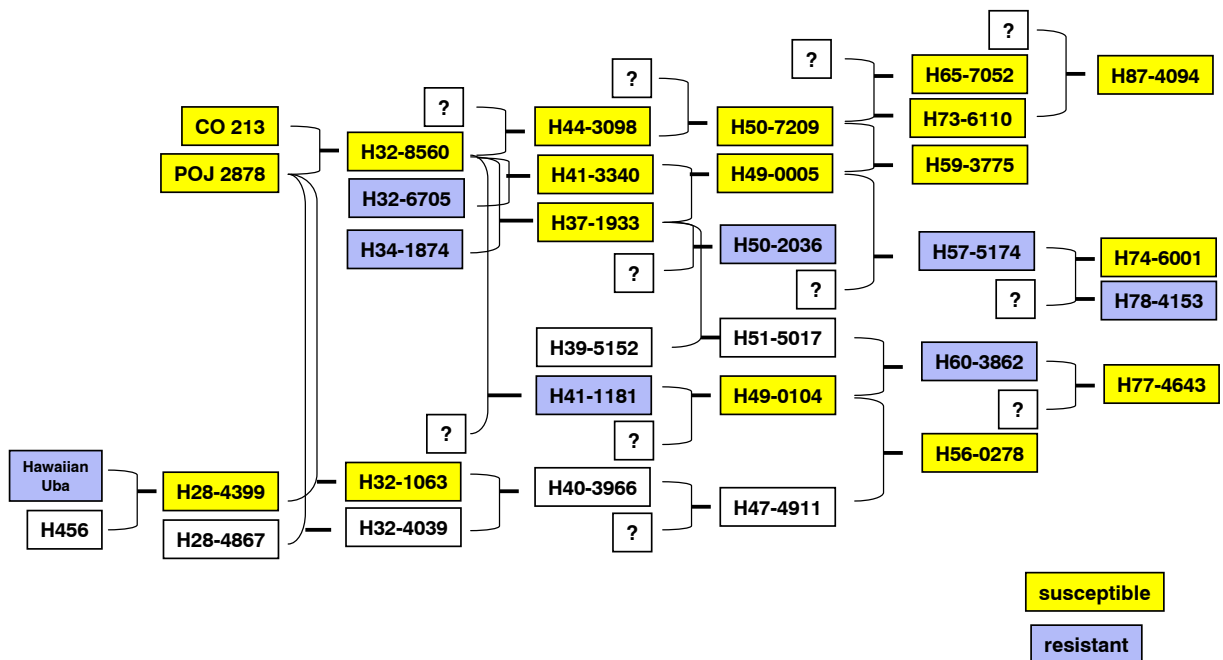 ?
H65-7052
H87-4094
?
?
H73-6110
?
H44-3098
H50-7209
CO 213
H32-8560
H59-3775
POJ 2878
H41-3340
H49-0005
H32-6705
H37-1933
H34-1874
H50-2036
H57-5174
H74-6001
?
?
?
H78-4153
H39-5152
H51-5017
H60-3862
H77-4643
H41-1181
H49-0104
?
?
?
H56-0278
Hawaiian
Uba
H28-4399
H32-1063
H40-3966
H47-4911
H456
H28-4867
H32-4039
?
susceptible
resistant